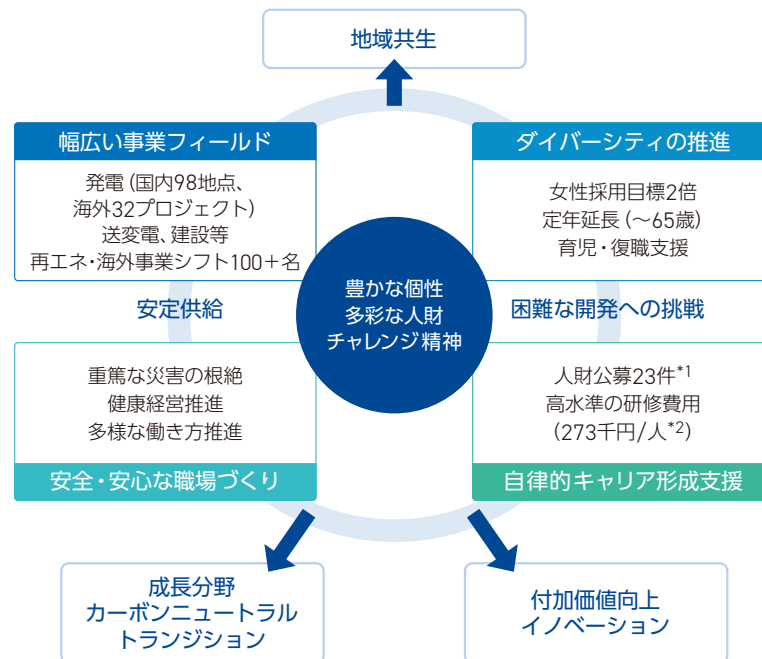 地域共生
幅広い事業フィールド
発電(国内98地点、
海外32プロジェクト)
送変電、建設等
再エネ・海外事業シフト100+名
ダイバーシティの推進
女性採用目標2倍
定年延長(~65歳)
育児・復職支援
豊かな個性
多彩な人財
チャレンジ精神
安定供給
困難な開発への挑戦
重篤な災害の根絶
健康経営推進
多様な働き方推進
安全・安心な職場づくり
人財公募23件*1
高水準の研修費用
(273千円/人*2)
自律的キャリア形成支援
成長分野
カーボンニュートラル
トランジション
付加価値向上
イノベーション